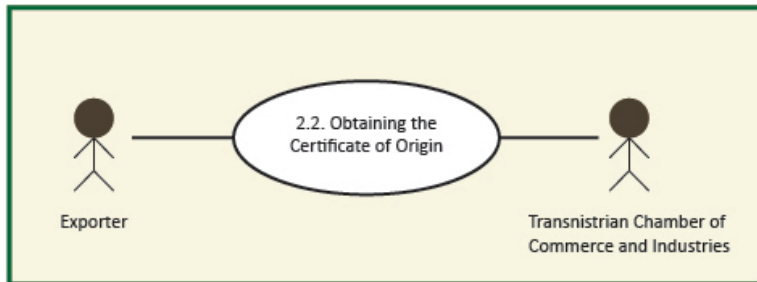 2.2. Obtaining the
Certificate of Origin
Exporter
Transnistrian Chamber of
Commerce and Industries